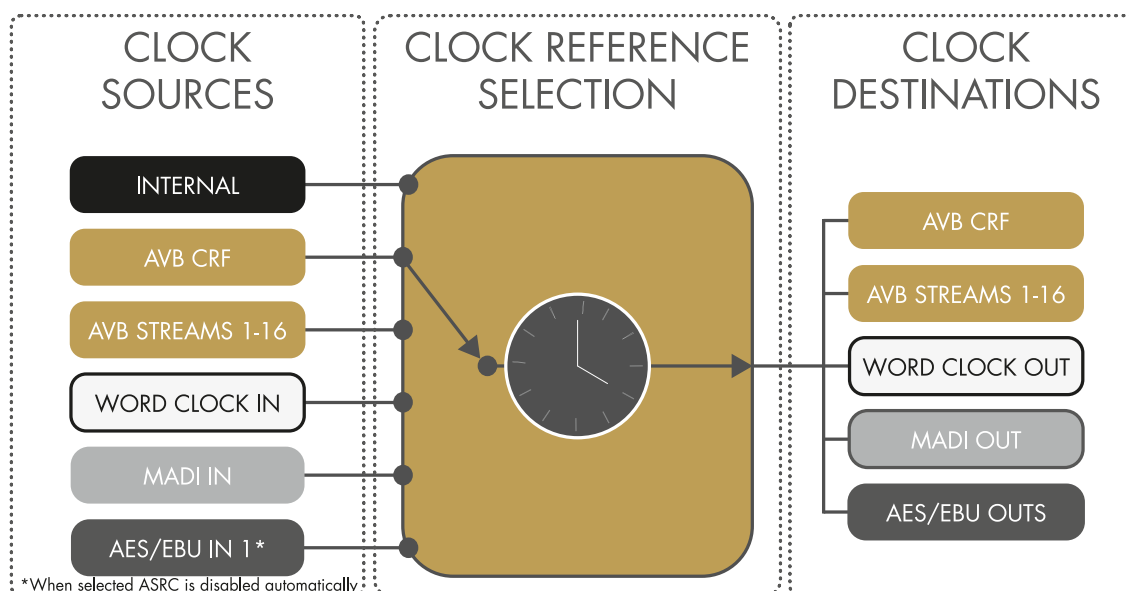 CLOCK
SOURCES
INTERNAL
AVB CRF
AVB STREAMS 1-16
WORD CLOCK IN
MADI IN
AES/EBU IN 1*
*When selected ASRC is disabled automatically
CLOCK REFERENCE
SELECTION
CLOCK
DESTINATIONS
AVB CRF
AVB STREAMS 1-16
WORD CLOCK OUT
MADI OUT
AES/EBU OUTS